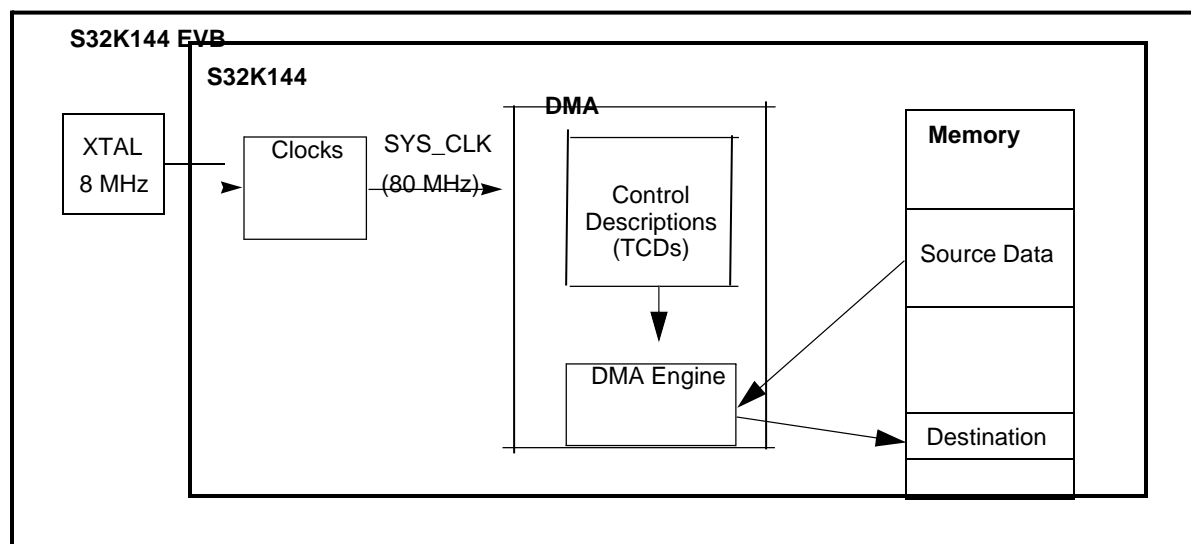 S32K144 EVB
S32K144
XTAL
8 MHz
Clocks
SYS_CLK
(80 MHz)
DMA
Control
Descriptions
(TCDs)
DMA Engine
Memory
Source Data
Destination